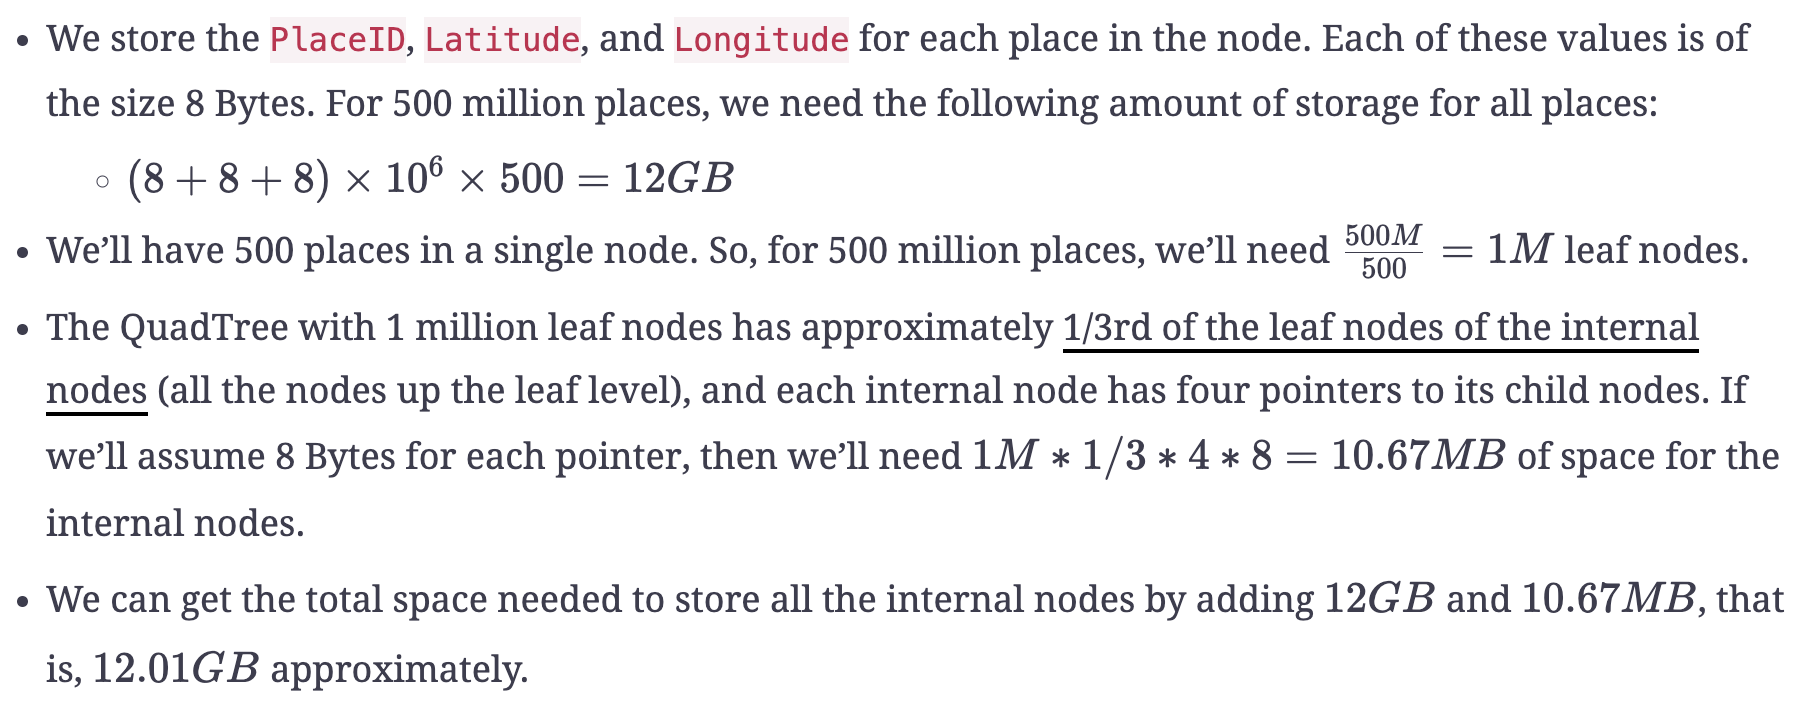 • We store the PlaceID, Latitude, and Longitude for each place in the node. Each of these values is of
the size 8 Bytes. For 500 million places, we need the following amount of storage for all places:
◦ (8 + 8 + 8) × 10⁶ × 500 = 12GB
• We’ll have 500 places in a single node. So, for 500 million places, we’ll need 500M/500 = 1M leaf nodes.
• The QuadTree with 1 million leaf nodes has approximately 1/3rd of the leaf nodes of the internal
nodes (all the nodes up the leaf level), and each internal node has four pointers to its child nodes. If
we’ll assume 8 Bytes for each pointer, then we’ll need 1M * 1/3 * 4 * 8 = 10.67MB of space for the
internal nodes.
• We can get the total space needed to store all the internal nodes by adding 12GB and 10.67MB, that
is, 12.01GB approximately.